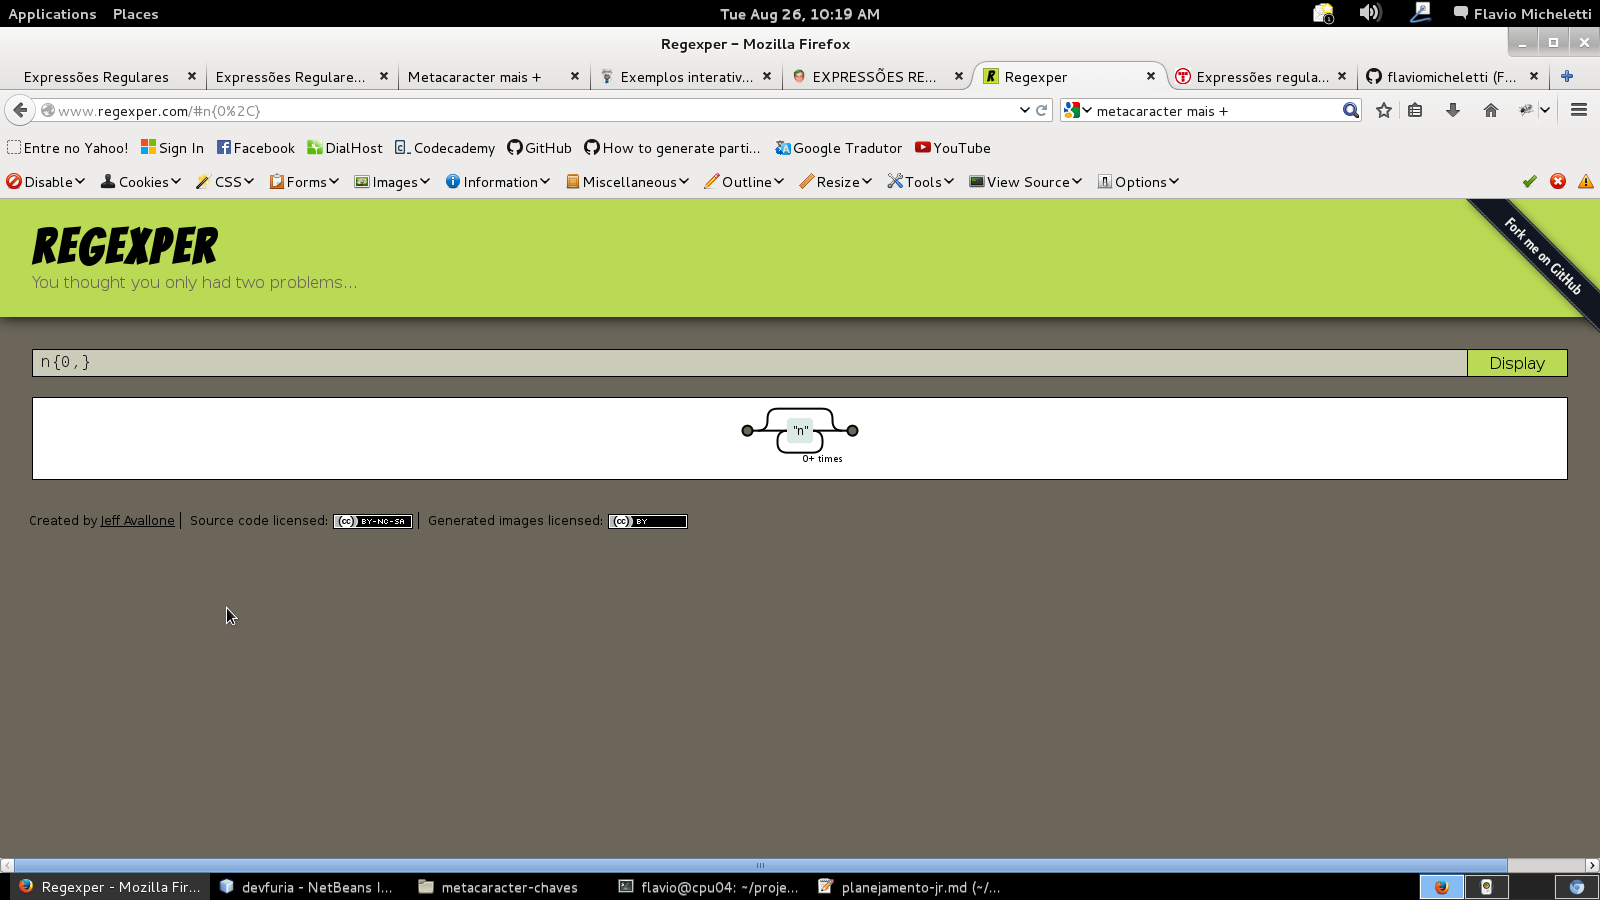 Applications Places Tue Aug 26, 10:19 AM Flavio Micheletti
Regexper - Mozilla Firefox
Expressões Regulares Expressões Regulare... Metacaracter mais + Exemplos interativ... EXPRESSÕES RE... Regexper Expressões regula... flaviomicheletti (F...
www.regexper.com/#n{0%2C} metacaracter mais +
Entre no Yahoo! Sign In Facebook DialHost Codecademy GitHub How to generate parti... Google Tradutor YouTube
Disable Cookies CSS Forms Images Information Miscellaneous Outline Resize Tools View Source Options
REGEXPER
You thought you only had two problems...
Fork me on GitHub
n{0,} Display
"n"
0+ times
Created by Jeff Avallone Source code licensed: cc BY-NC-SA Generated images licensed: cc BY
Regexper - Mozilla Fir... devfuria - NetBeans I... metacaracter-chaves flavio@cpu04: ~/proje... planejamento-jr.md (~/...